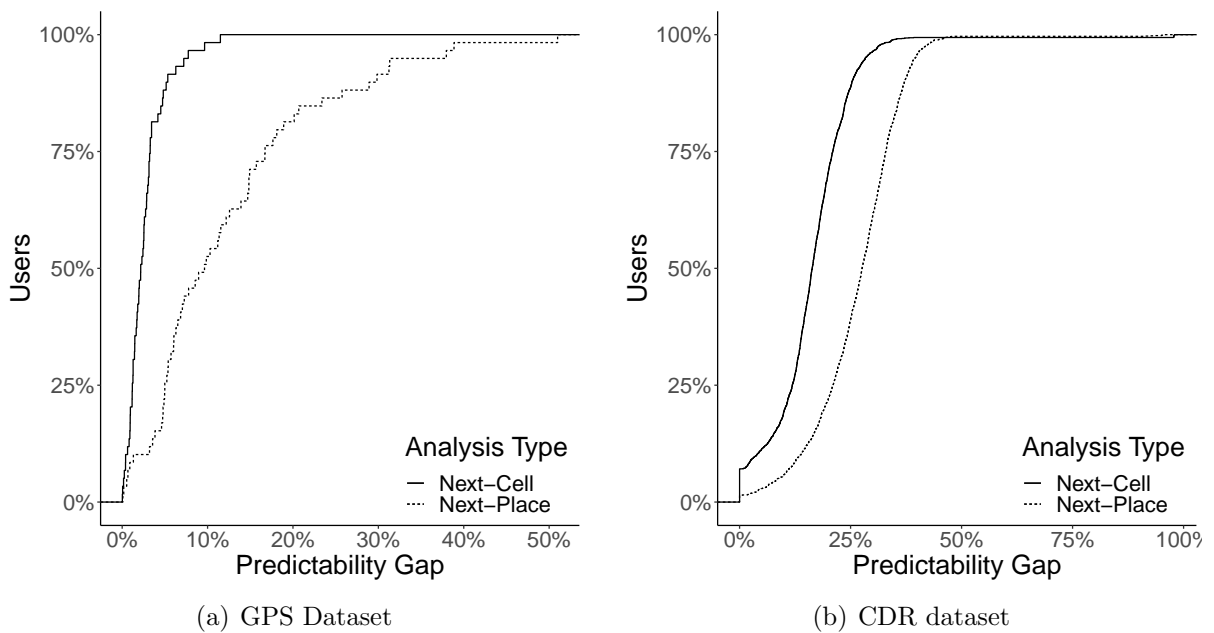 100%
75%
50%
25%
0%
Users
Analysis Type
Next−Cell
Next−Place
0% 10% 20% 30% 40% 50%
Predictability Gap
(a) GPS Dataset
100%
75%
50%
25%
0%
Users
Analysis Type
Next−Cell
Next−Place
0% 25% 50% 75% 100%
Predictability Gap
(b) CDR dataset